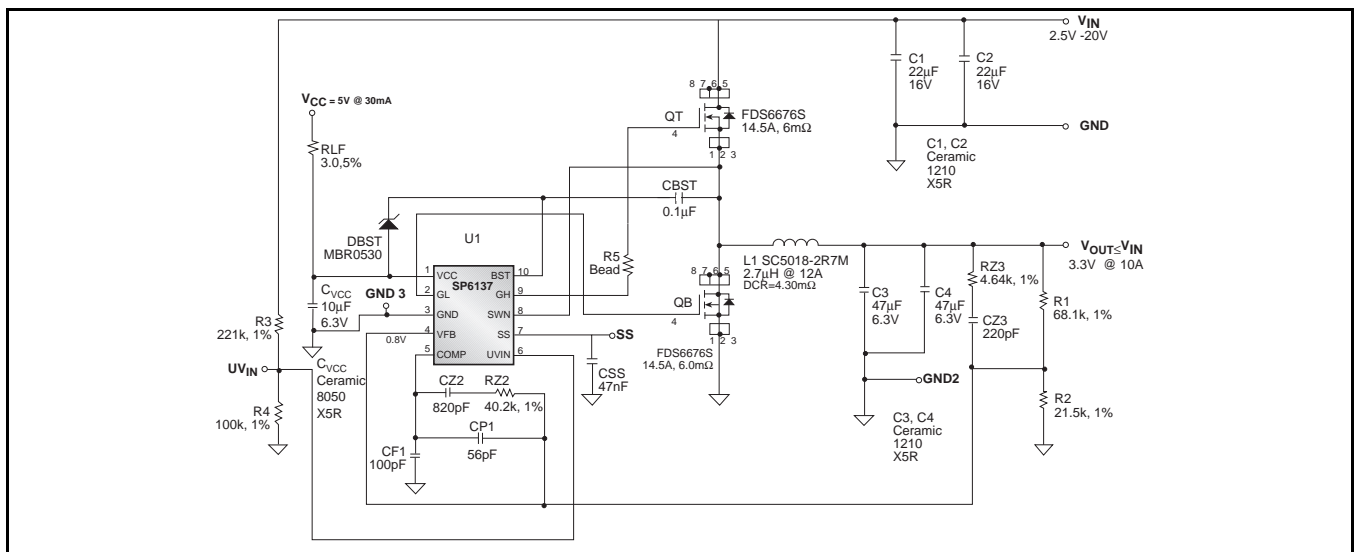 VIN
2.5V -20V
C1
22μF
16V
C2
22μF
16V
GND
C1, C2
Ceramic
1210
X5R
8 7 6 5
QT
4
FDS6676S
14.5A, 6mΩ
1 2 3
VCC = 5V @ 30mA
RLF
3.0,5%
CBST
0.1μF
DBST
MBR0530
U1
R5
Bead
1 VCC
2 GL
3 GND
4 VFB
5 COMP
SP6137
BST 10
GH 9
SWN 8
SS 7
UVIN 6
0.8V
GND 3
CVCC
10μF
6.3V
R3
221k, 1%
UVIN
R4
100k, 1%
CVCC
Ceramic
8050
X5R
SS
CSS
47nF
CZ2
820pF
RZ2
40.2k, 1%
CP1
56pF
CF1
100pF
8 7 6 5
QB
4
1 2 3
FDS6676S
14.5A, 6.0mΩ
L1 SC5018-2R7M
2.7μH @ 12A
DCR=4.30mΩ
VOUT≤VIN
3.3V @ 10A
C3
47μF
6.3V
C4
47μF
6.3V
RZ3
4.64k, 1%
CZ3
220pF
R1
68.1k, 1%
GND2
R2
21.5k, 1%
C3, C4
Ceramic
1210
X5R